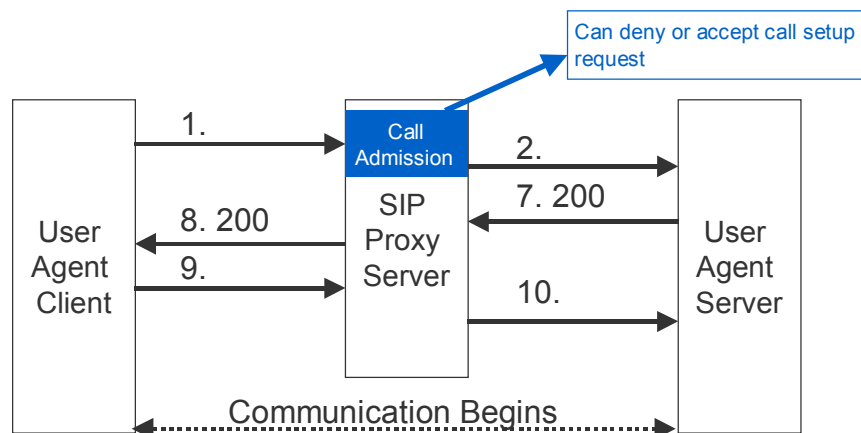 Can deny or accept call setup
request
1.
Call
Admission
2.
7. 200
8. 200
SIP
Proxy
Server
User
Agent
Client
User
Agent
Server
9.
10.
Communication Begins